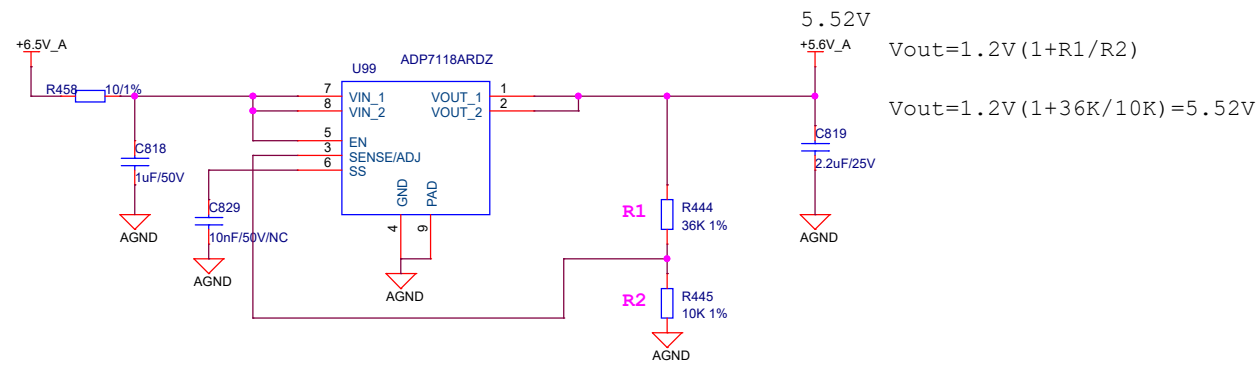 5.52V
+6.5V_A
+5.6V_A
Vout=1.2V(1+R1/R2)
ADP7118ARDZ
U99
R458
10/1%
7
VIN_1
VOUT_1
1
8
VIN_2
VOUT_2
2
Vout=1.2V(1+36K/10K)=5.52V
5
EN
3
SENSE/ADJ
6
SS
GND
PAD
4
9
C818
1uF/50V
C819
2.2uF/25V
C829
10nF/50V/NC
R1
R444
36K 1%
AGND
AGND
AGND
AGND
R2
R445
10K 1%
AGND